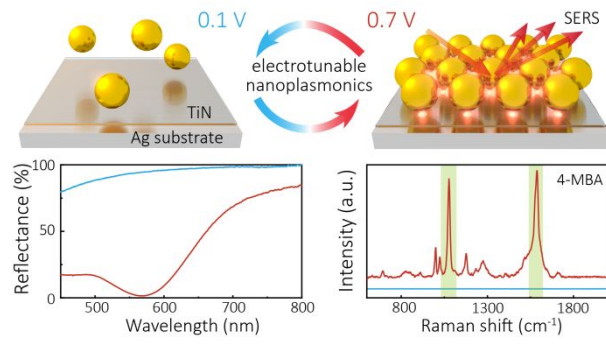 0.1 V
0.7 V
SERS
electrotunable
nanoplasmonics
TiN
Ag substrate
100
50
0
Reflectance (%)
500 600 700 800
Wavelength (nm)
4-MBA
Intensity (a.u.)
600 1300 1800
Raman shift (cm⁻¹)